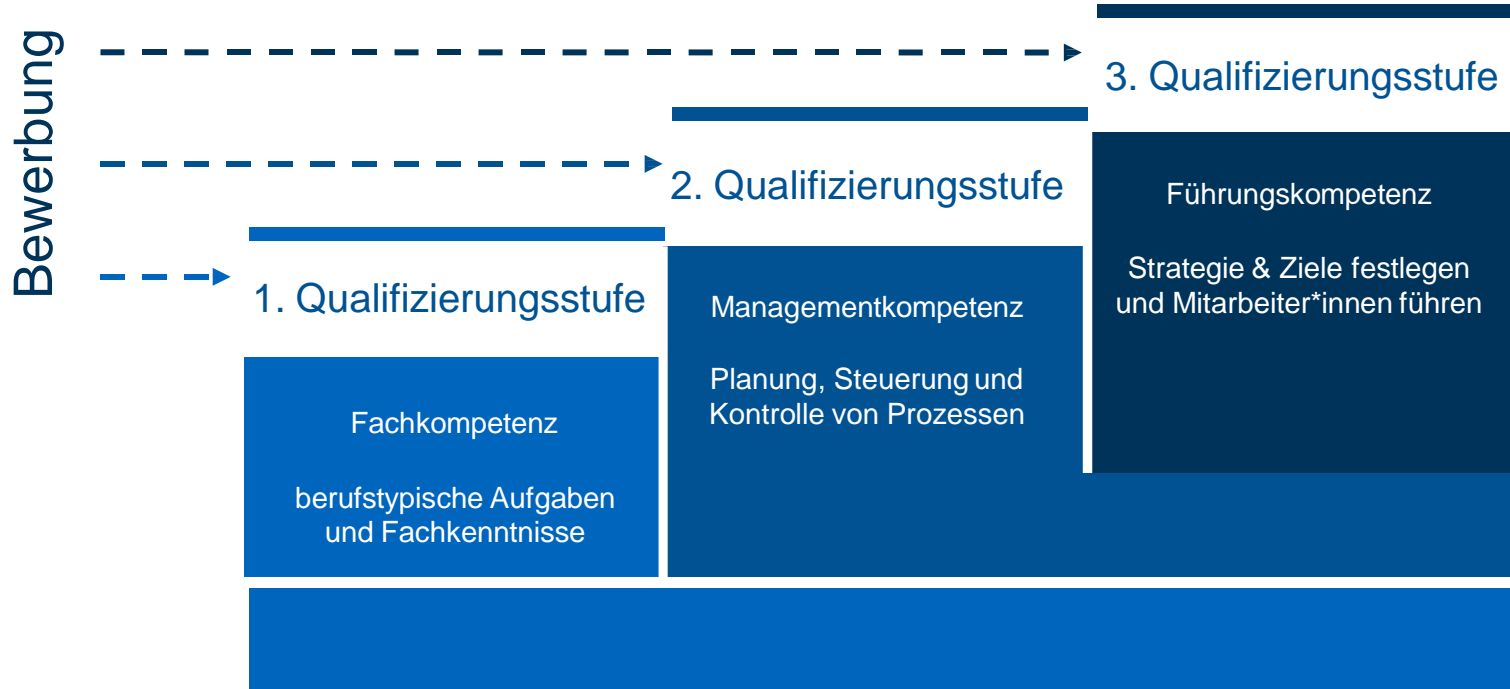 Bewerbung
1. Qualifizierungsstufe
Fachkompetenz
berufstypische Aufgaben
und Fachkenntnisse
2. Qualifizierungsstufe
Managementkompetenz
Planung, Steuerung und
Kontrolle von Prozessen
3. Qualifizierungsstufe
Führungskompetenz
Strategie & Ziele festlegen
und Mitarbeiter*innen führen